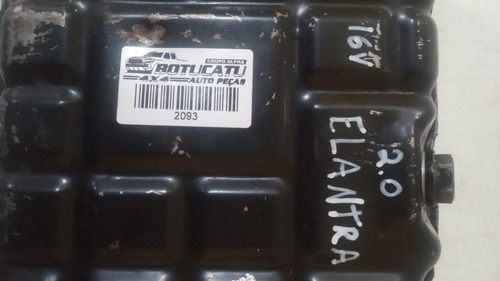 GRUPO ALPHA
BOTUCATU
4X4 AUTO PEÇAS
2093
16V
2.0
ELANTRA